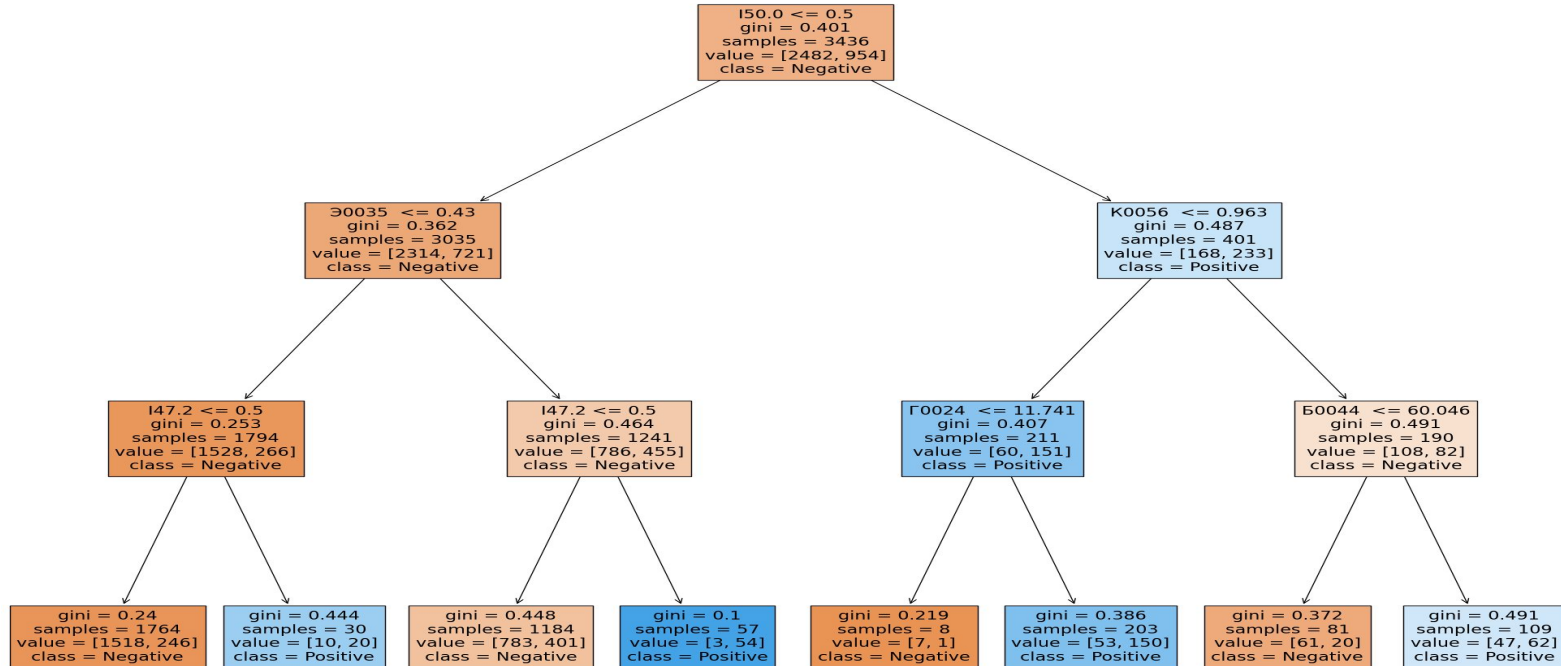 I50.0 <= 0.5
gini = 0.401
samples = 3436
value = [2482, 954]
class = Negative
Э0035 <= 0.43
gini = 0.362
samples = 3035
value = [2314, 721]
class = Negative
K0056 <= 0.963
gini = 0.487
samples = 401
value = [168, 233]
class = Positive
I47.2 <= 0.5
gini = 0.253
samples = 1794
value = [1528, 266]
class = Negative
I47.2 <= 0.5
gini = 0.464
samples = 1241
value = [786, 455]
class = Negative
Г0024 <= 11.741
gini = 0.407
samples = 211
value = [60, 151]
class = Positive
Б0044 <= 60.046
gini = 0.491
samples = 190
value = [108, 82]
class = Negative
gini = 0.24
samples = 1764
value = [1518, 246]
class = Negative
gini = 0.444
samples = 30
value = [10, 20]
class = Positive
gini = 0.448
samples = 1184
value = [783, 401]
class = Negative
gini = 0.1
samples = 57
value = [3, 54]
class = Positive
gini = 0.219
samples = 8
value = [7, 1]
class = Negative
gini = 0.386
samples = 203
value = [53, 150]
class = Positive
gini = 0.372
samples = 81
value = [61, 20]
class = Negative
gini = 0.491
samples = 109
value = [47, 62]
class = Positive